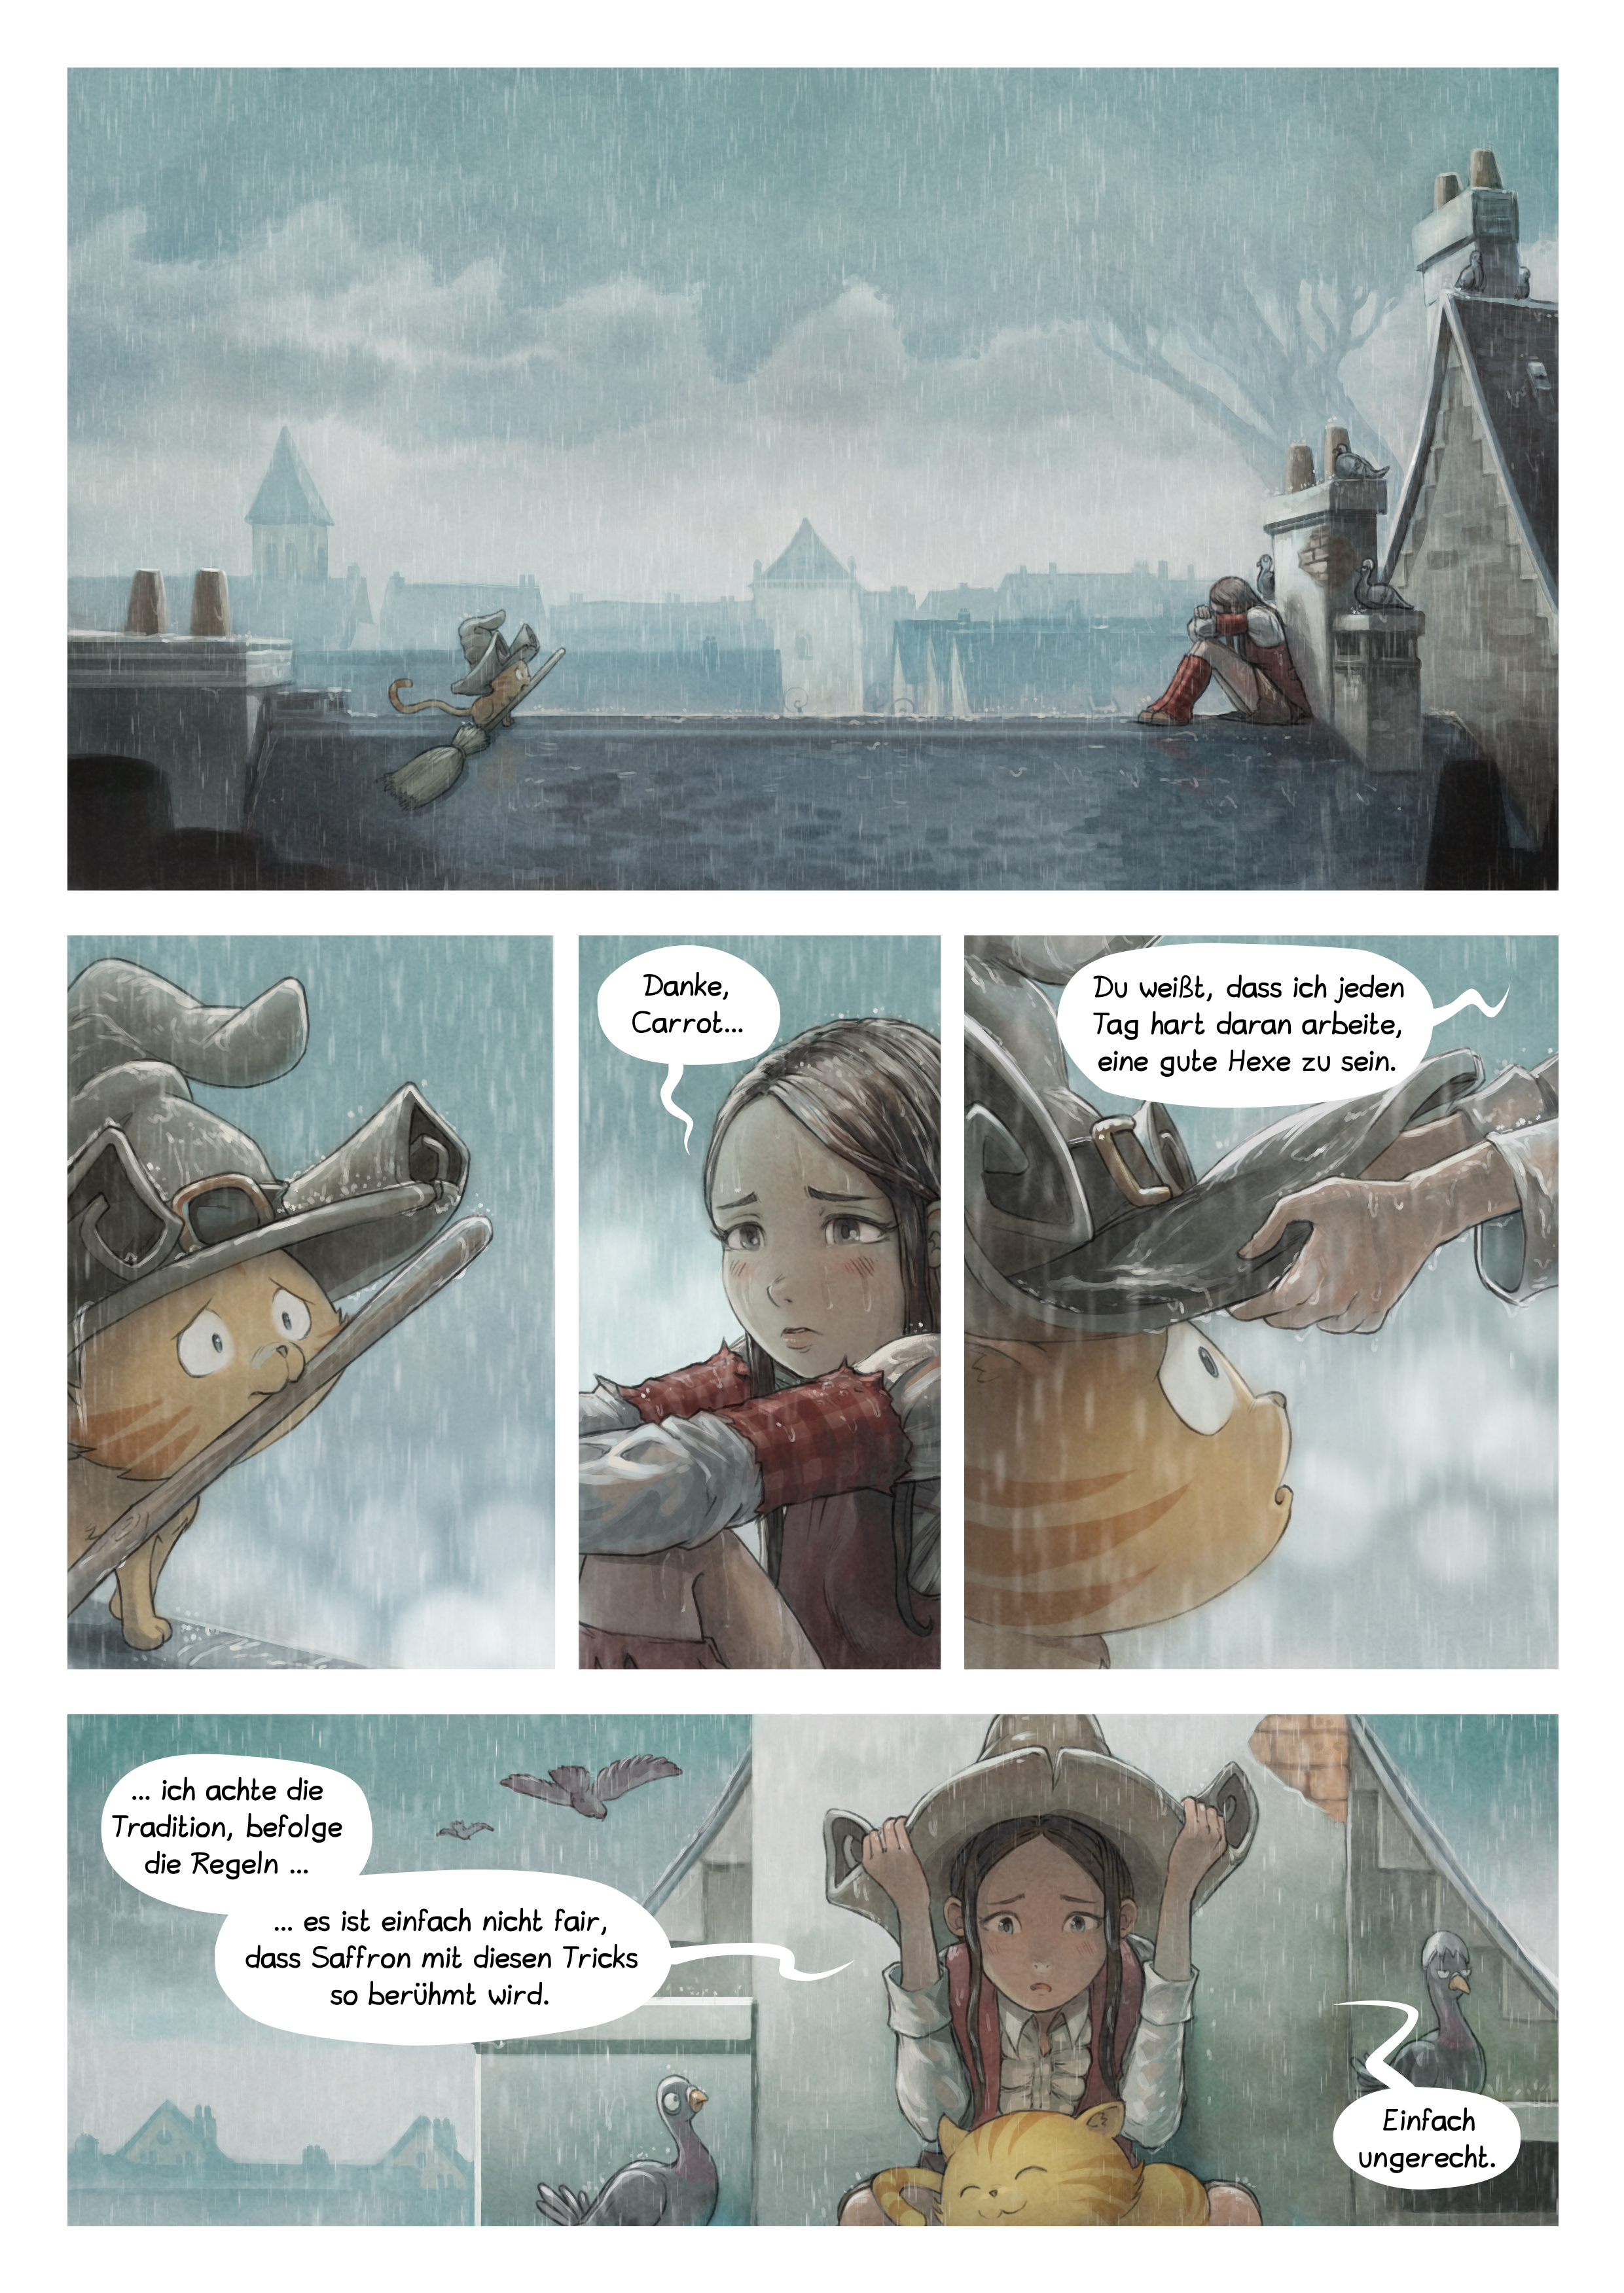 Danke,
Carrot...
Du weißt, dass ich jeden
Tag hart daran arbeite,
eine gute Hexe zu sein.
... ich achte die
Tradition, befolge
die Regeln ...
... es ist einfach nicht fair,
dass Saffron mit diesen Tricks
so berühmt wird.
Einfach
ungerecht.